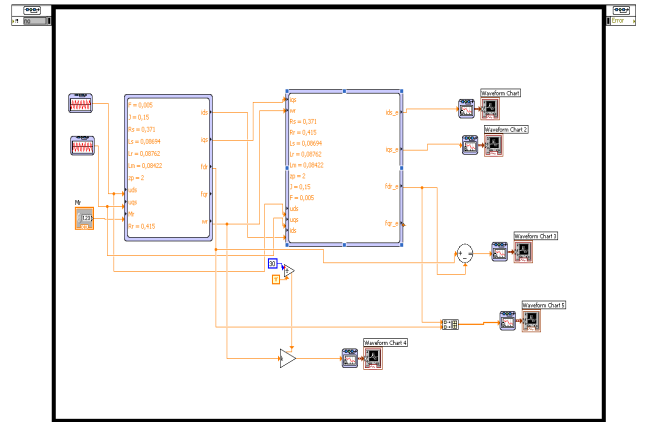 Error
Waveform Chart
F = 0,005
J = 0,15
Rs = 0,371
Ls = 0,08694
Lr = 0,08762
Lm = 0,08422
zp = 2
uds
uqs
Mr
Rr = 0,415
ids
iqs
fdr
fqr
wr
iqs
wr
Rs = 0,371
Rr = 0,415
Ls = 0,08694
Lr = 0,08762
Lm = 0,08422
zp = 2
J = 0,15
F = 0,005
uds
uqs
ids
ids_e
iqs_e
fdr_e
fqr_e
Waveform Chart 2
Mr
123
Waveform Chart 3
30
Waveform Chart 5
Waveform Chart 4